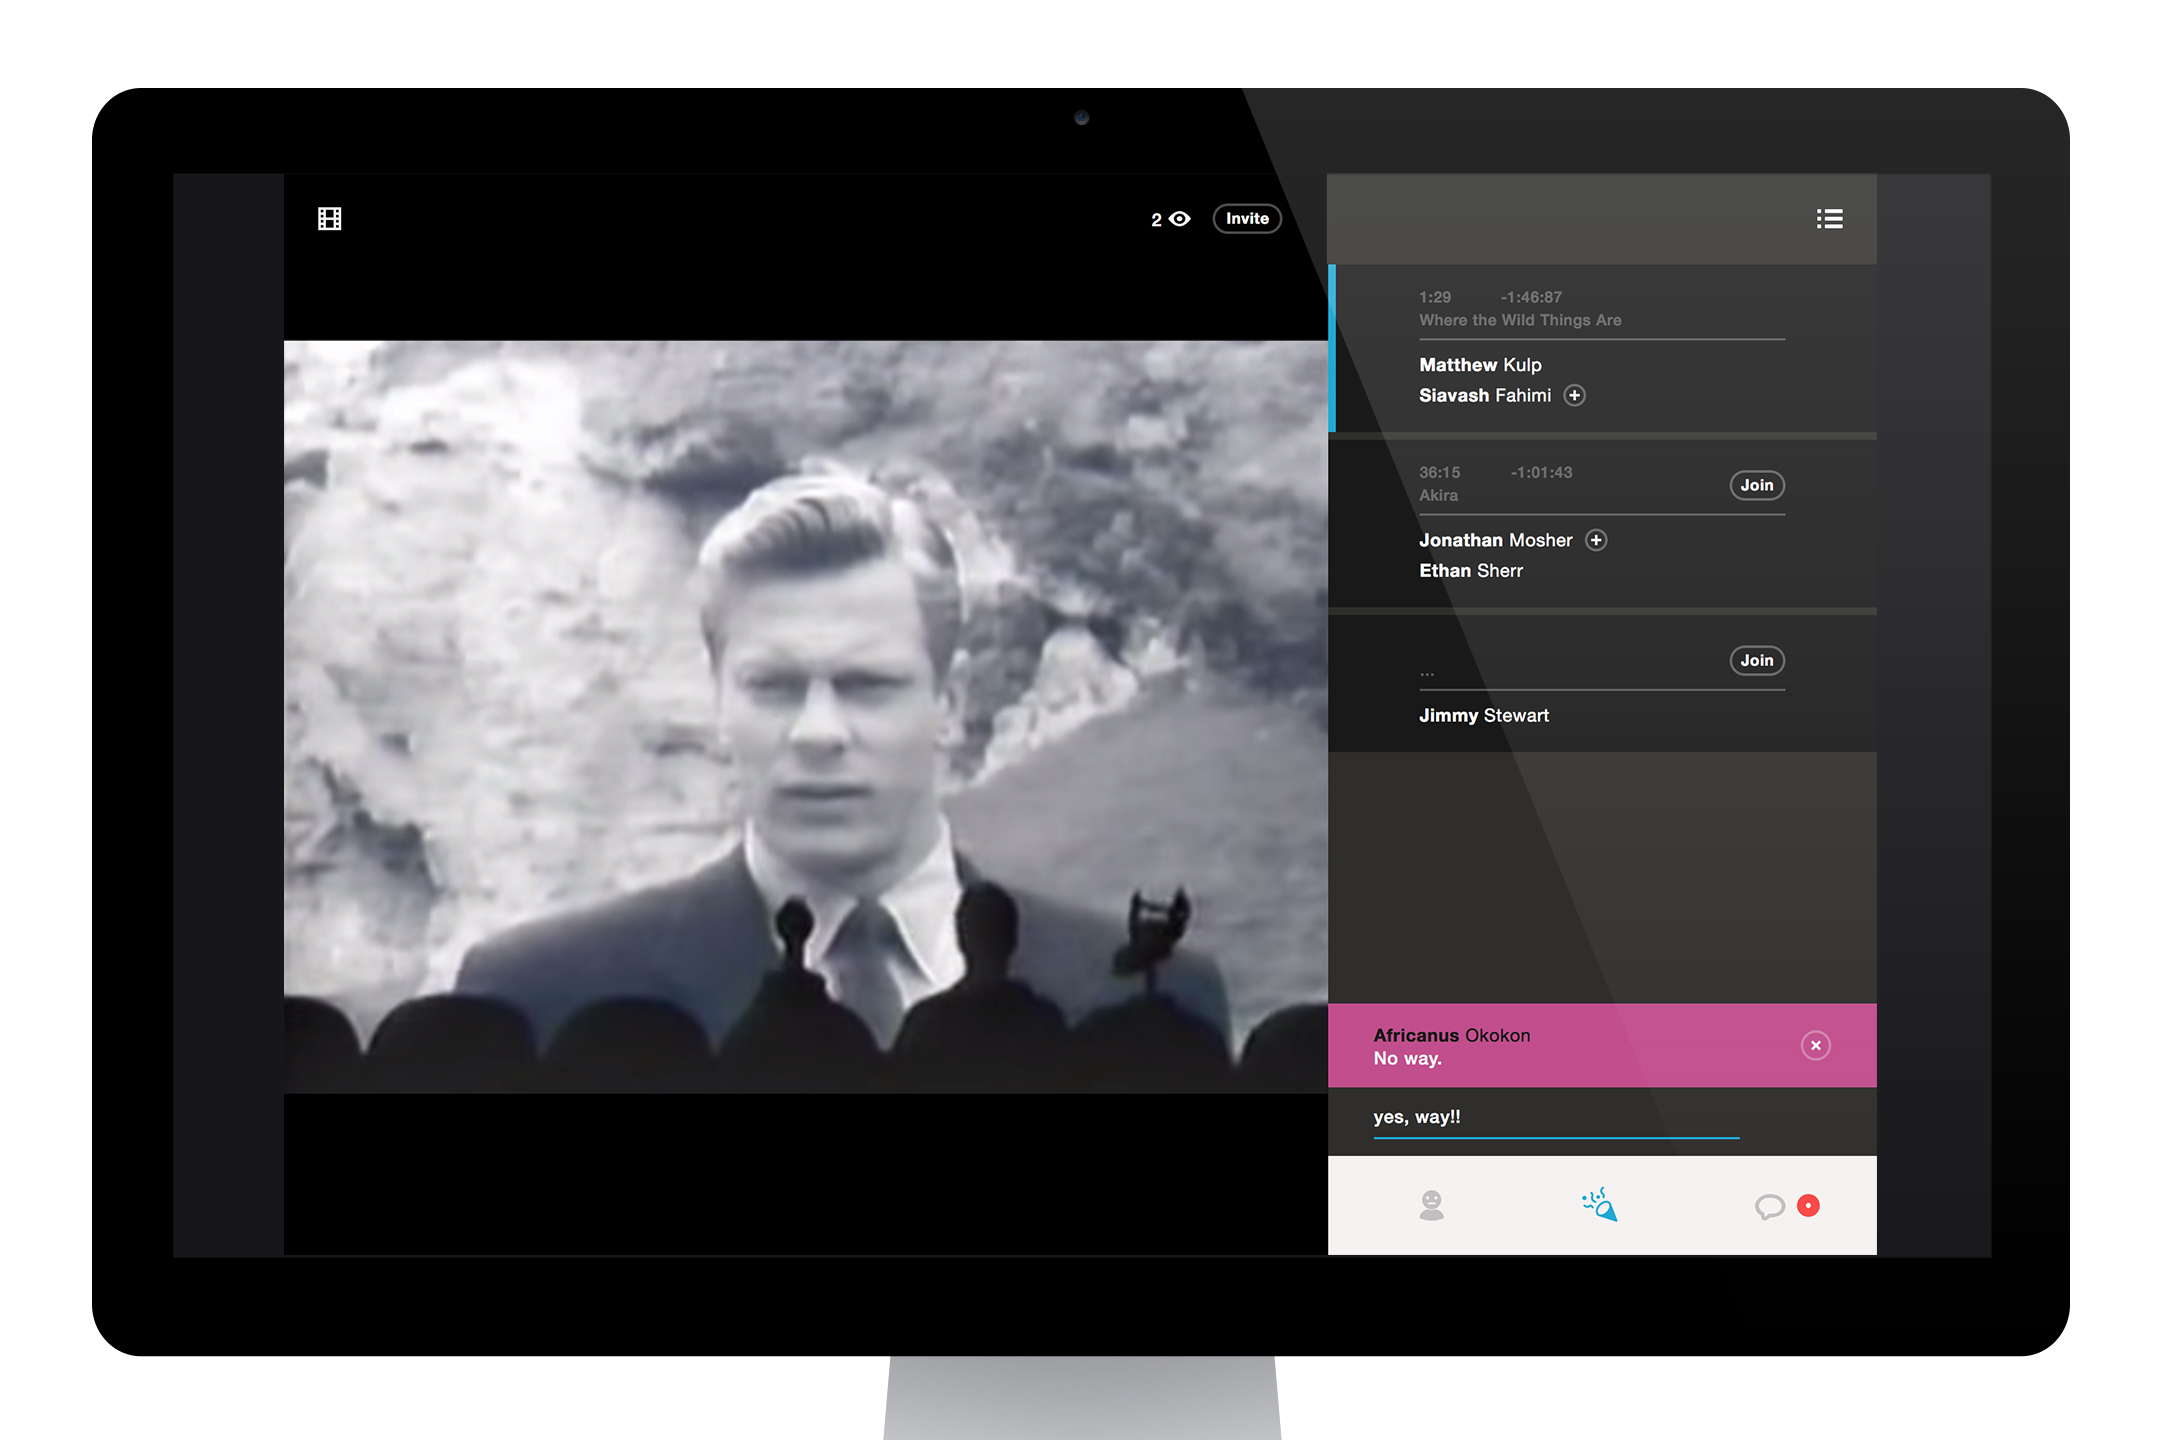 2
Invite
1:29 -1:46:87
Where the Wild Things Are
Matthew Kulp
Siavash Fahimi
36:15 -1:01:43
Akira
Join
Jonathan Mosher
Ethan Sherr
...
Join
Jimmy Stewart
Africanus Okokon
No way.
yes, way!!